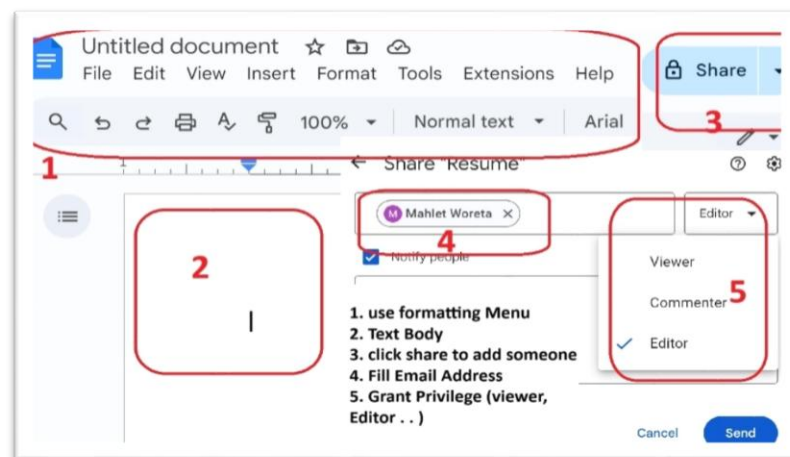 Untitled document
File Edit View Insert Format Tools Extensions Help
Share
3
100% Normal text Arial
1
Share "Resume"
M Mahlet Woreta
Editor
4
Notify people
2
Viewer
Commenter
5
Editor
1. use formatting Menu
2. Text Body
3. click share to add someone
4. Fill Email Address
5. Grant Privilege (viewer,
Editor . . )
Cancel Send